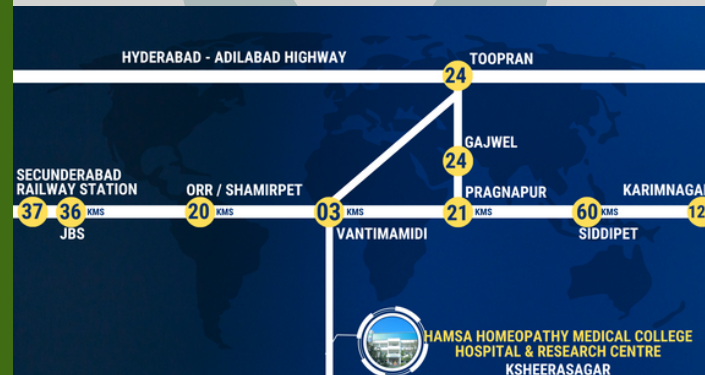 HYDERABAD - ADILABAD HIGHWAY
TOOPRAN
24
GAJWEL
24
SECUNDERABAD
RAILWAY STATION
ORR / SHAMIRPET
PRAGNAPUR
KARIMNAGAR
37 36 KMS 20 KMS 03 KMS 21 KMS 60 KMS 12
JBS
VANTIMAMIDI
SIDDIPET
HAMSA HOMEOPATHY MEDICAL COLLEGE
HOSPITAL & RESEARCH CENTRE
KSHEERASAGAR